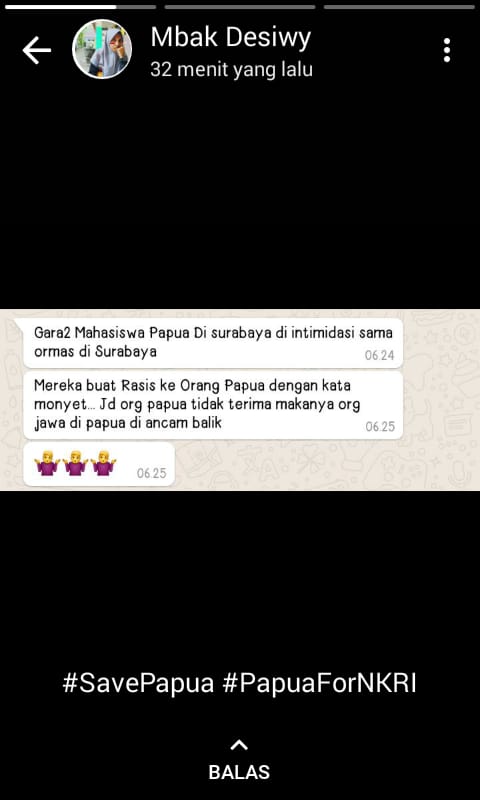 Mbak Desiwy
32 menit yang lalu
Gara2 Mahasiswa Papua Di surabaya di intimidasi sama
ormas di Surabaya
06.24
Mereka buat Rasis ke Orang Papua dengan kata
monyet... Jd org papua tidak terima makanya org
jawa di papua di ancam balik
06.25
🤷‍♀️🤷‍♀️🤷‍♀️
06.25
#SavePapua #PapuaForNKRI
BALAS